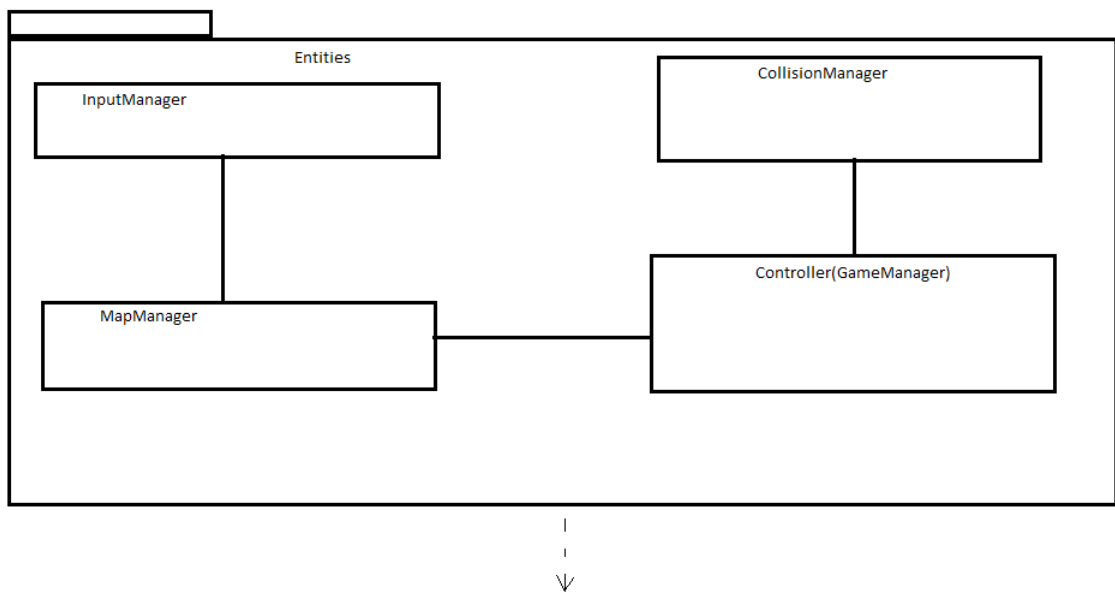 Entities
InputManager
CollisionManager
MapManager
Controller(GameManager)